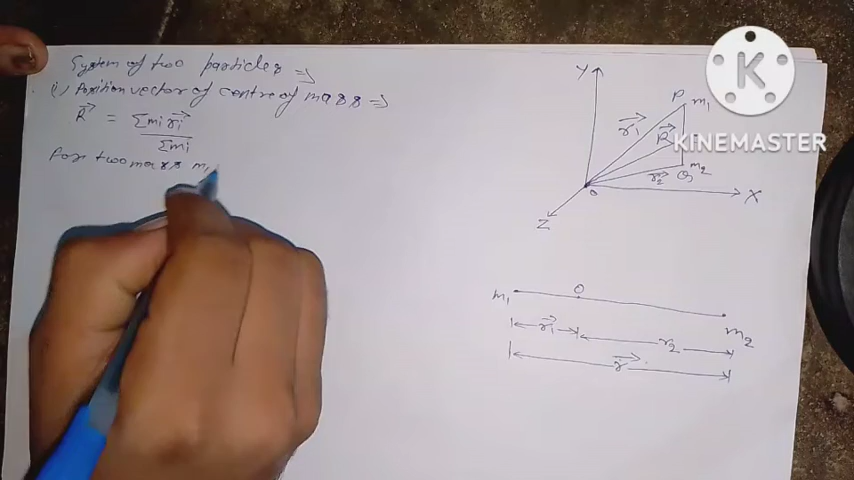 System of two particles ⇒
(i) Position vector of centre of mass ⇒
R⃗ = Σmi r⃗i
Σmi
for two mass m1
Y
P m1
r⃗1
R⃗
r⃗2
Q m2
o
X
Z
K
KINEMASTER
m1 O m2
r⃗1 r2
r⃗